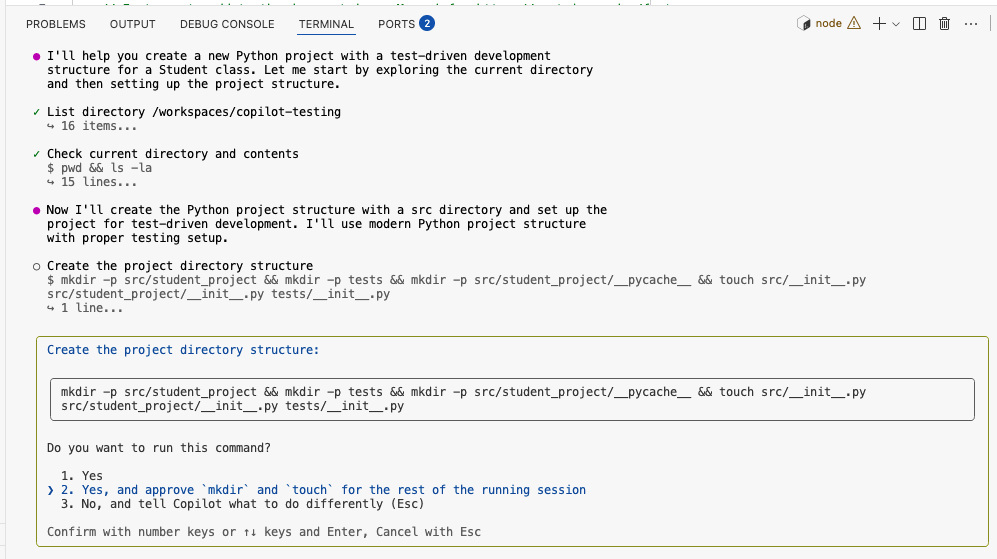 PROBLEMS OUTPUT DEBUG CONSOLE TERMINAL PORTS 2 node
● I'll help you create a new Python project with a test-driven development
structure for a Student class. Let me start by exploring the current directory
and then setting up the project structure.
✓ List directory /workspaces/copilot-testing
↪ 16 items...
✓ Check current directory and contents
$ pwd && ls -la
↪ 15 lines...
● Now I'll create the Python project structure with a src directory and set up the
project for test-driven development. I'll use modern Python project structure
with proper testing setup.
○ Create the project directory structure
$ mkdir -p src/student_project && mkdir -p tests && mkdir -p src/student_project/__pycache__ && touch src/__init__.py
src/student_project/__init__.py tests/__init__.py
↪ 1 line...
Create the project directory structure:
mkdir -p src/student_project && mkdir -p tests && mkdir -p src/student_project/__pycache__ && touch src/__init__.py
src/student_project/__init__.py tests/__init__.py
Do you want to run this command?
1. Yes
❯ 2. Yes, and approve `mkdir` and `touch` for the rest of the running session
3. No, and tell Copilot what to do differently (Esc)
Confirm with number keys or ↑↓ keys and Enter, Cancel with Esc